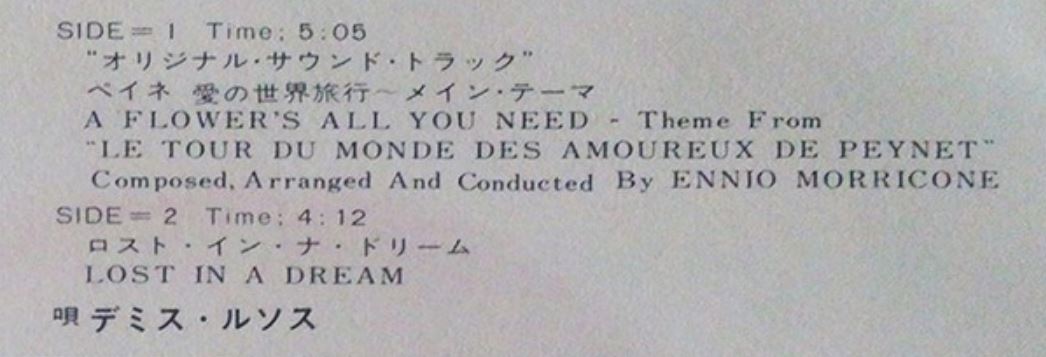 SIDE＝1 Time; 5:05
"オリジナル・サウンド・トラック"
ペイネ 愛の世界旅行～メイン・テーマ
A FLOWER'S ALL YOU NEED - Theme From
"LE TOUR DU MONDE DES AMOUREUX DE PEYNET"
Composed, Arranged And Conducted By ENNIO MORRICONE
SIDE＝2 Time; 4:12
ロスト・イン・ナ・ドリーム
LOST IN A DREAM
唄 デミス・ルソス